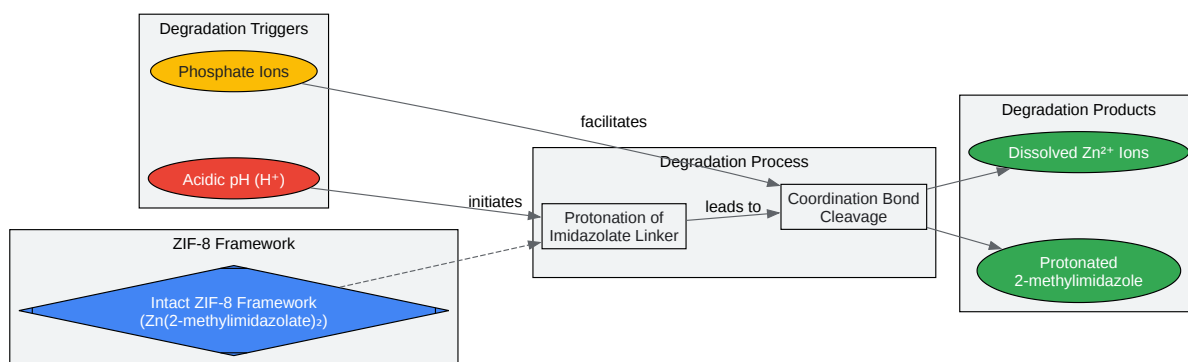 Degradation Triggers
Phosphate Ions
Acidic pH (H⁺)
ZIF-8 Framework
Intact ZIF-8 Framework
(Zn(2-methylimidazolate)₂)
facilitates
initiates
Degradation Process
Protonation of
Imidazolate Linker
leads to
Coordination Bond
Cleavage
Degradation Products
Dissolved Zn²⁺ Ions
Protonated
2-methylimidazole